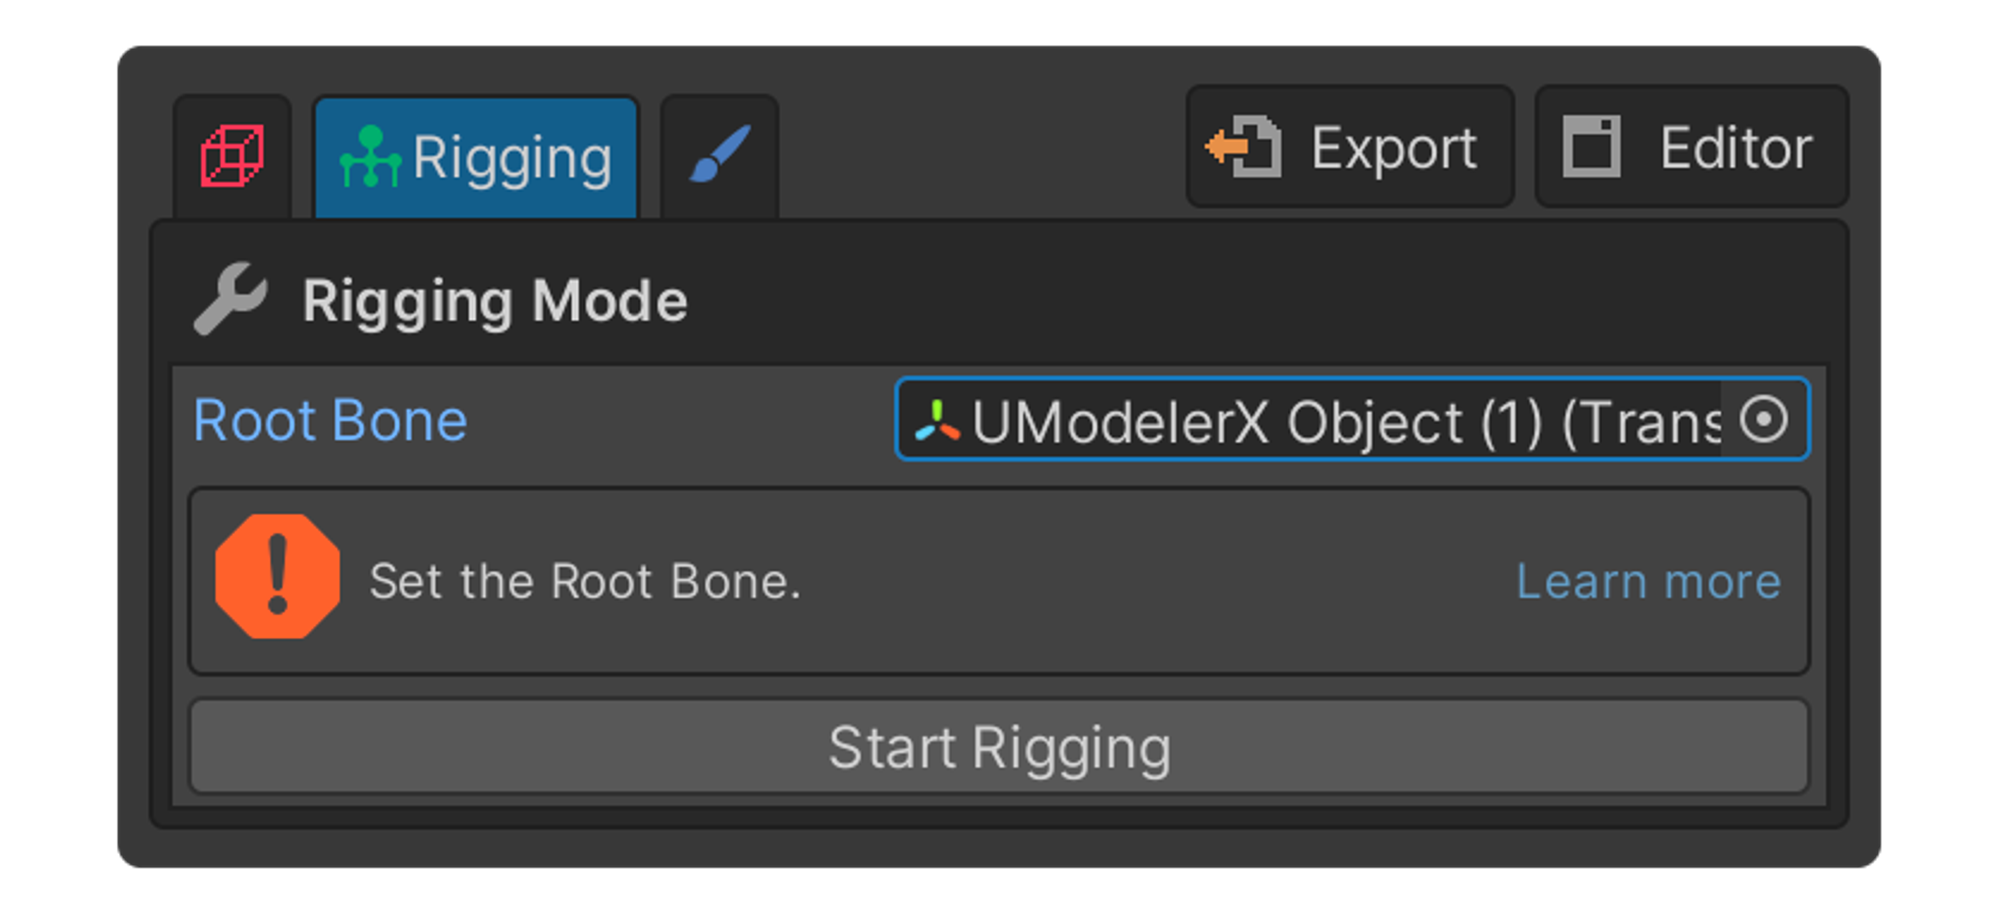 Rigging
Export
Editor
Rigging Mode
Root Bone
UModelerX Object (1) (Trans
Set the Root Bone.
Learn more
Start Rigging